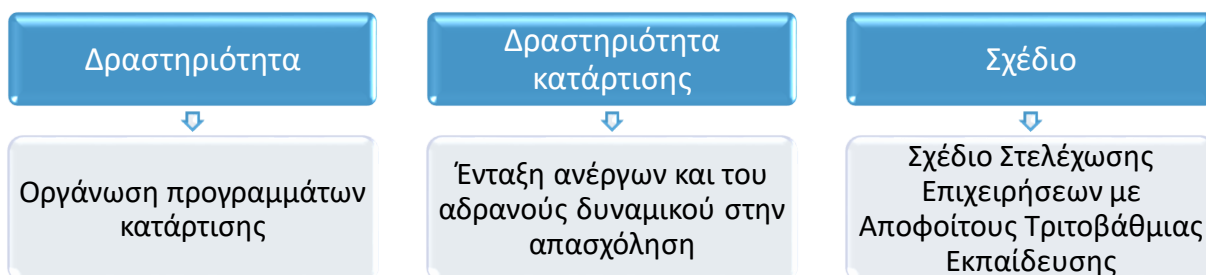 Δραστηριότητα
Οργάνωση προγραμμάτων
κατάρτισης
Δραστηριότητα
κατάρτισης
Ένταξη ανέργων και του
αδρανούς δυναμικού στην
απασχόληση
Σχέδιο
Σχέδιο Στελέχωσης
Επιχειρήσεων με
Αποφοίτους Τριτοβάθμιας
Εκπαίδευσης